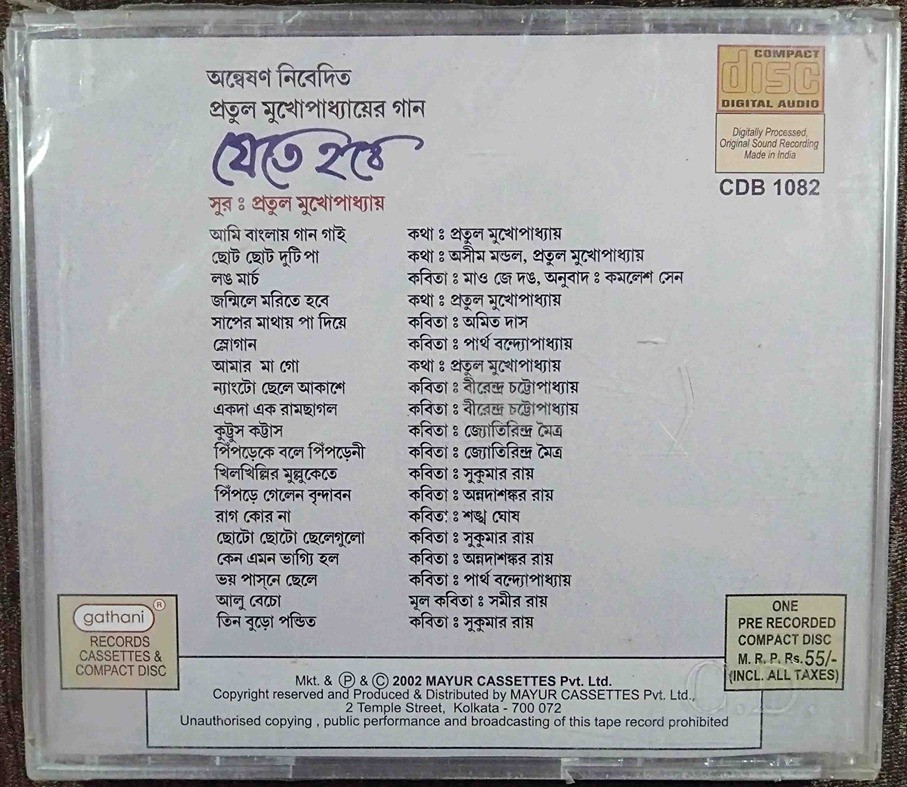 অন্বেষণ নিবেদিত
প্রতুল মুখোপাধ্যায়ের গান
যেতে হবে
সুর ঃ প্রতুল মুখোপাধ্যায়
COMPACT
disc
DIGITAL AUDIO
Digitally Processed,
Original Sound Recording
Made in India
CDB 1082
আমি বাংলায় গান গাই কথা ঃ প্রতুল মুখোপাধ্যায়
ছোট ছোট দুটি পা কথা ঃ অসীম মন্ডল, প্রতুল মুখোপাধ্যায়
লঙ মার্চ কবিতা ঃ মাও জে দঙ, অনুবাদ ঃ কমলেশ সেন
জন্মিলে মরিতে হবে কথা ঃ প্রতুল মুখোপাধ্যায়
সাপের মাথায় পা দিয়ে কবিতা ঃ অমিত দাস
স্লোগান কবিতা ঃ পার্থ বন্দ্যোপাধ্যায়
আমার মা গো কথা ঃ প্রতুল মুখোপাধ্যায়
ন্যাংটো ছেলে আকাশে কবিতা ঃ বীরেন্দ্র চট্টোপাধ্যায়
একদা এক রামছাগল কবিতা ঃ বীরেন্দ্র চট্টোপাধ্যায়
কুট্টুস কট্টাস কবিতা ঃ জ্যোতিরিন্দ্র মৈত্র
পিঁপড়েকে বলে পিঁপড়েনী কবিতা ঃ জ্যোতিরিন্দ্র মৈত্র
খিলখিল্লির মুল্লুকেতে কবিতা ঃ সুকুমার রায়
পিঁপড়ে গেলেন বৃন্দাবন কবিতা ঃ অন্নদাশঙ্কর রায়
রাগ কোর না কবিতা ঃ শঙ্খ ঘোষ
ছোটো ছোটো ছেলেগুলো কবিতা ঃ সুকুমার রায়
কেন এমন ভাগ্যি হল কবিতা ঃ অন্নদাশঙ্কর রায়
ভয় পাসনে ছেলে কবিতা ঃ পার্থ বন্দ্যোপাধ্যায়
আলু বেচো মূল কবিতা ঃ সমীর রায়
তিন বুড়ো পন্ডিত কবিতা ঃ সুকুমার রায়
gathani ®
RECORDS
CASSETTES &
COMPACT DISC
ONE
PRE RECORDED
COMPACT DISC
M. R. P. Rs. 55/-
(INCL. ALL TAXES)
Mkt. & Ⓟ & © 2002 MAYUR CASSETTES Pvt. Ltd.
Copyright reserved and Produced & Distributed by MAYUR CASSETTES Pvt. Ltd.,
2 Temple Street, Kolkata - 700 072
Unauthorised copying , public performance and broadcasting of this tape record prohibited